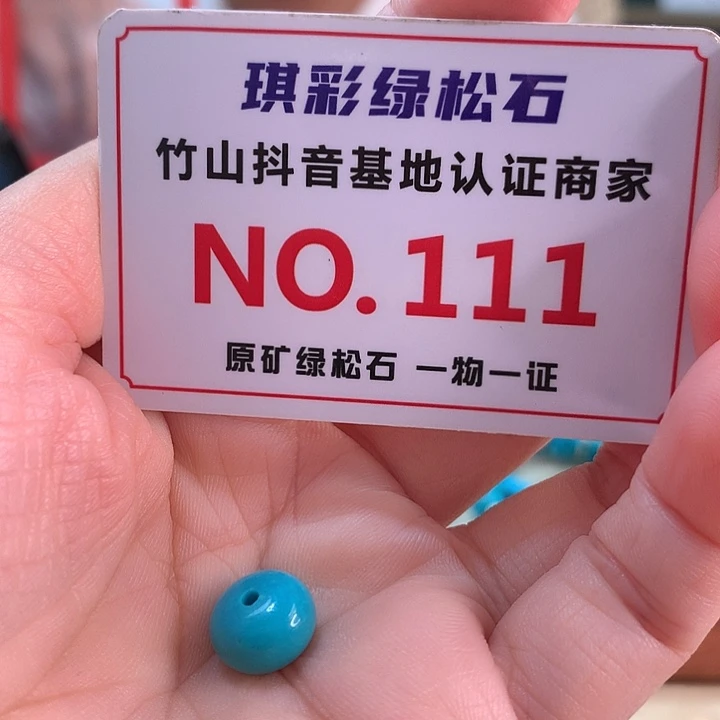 琪彩绿松石
竹山抖音基地认证商家
NO.111
原矿绿松石 一物一证